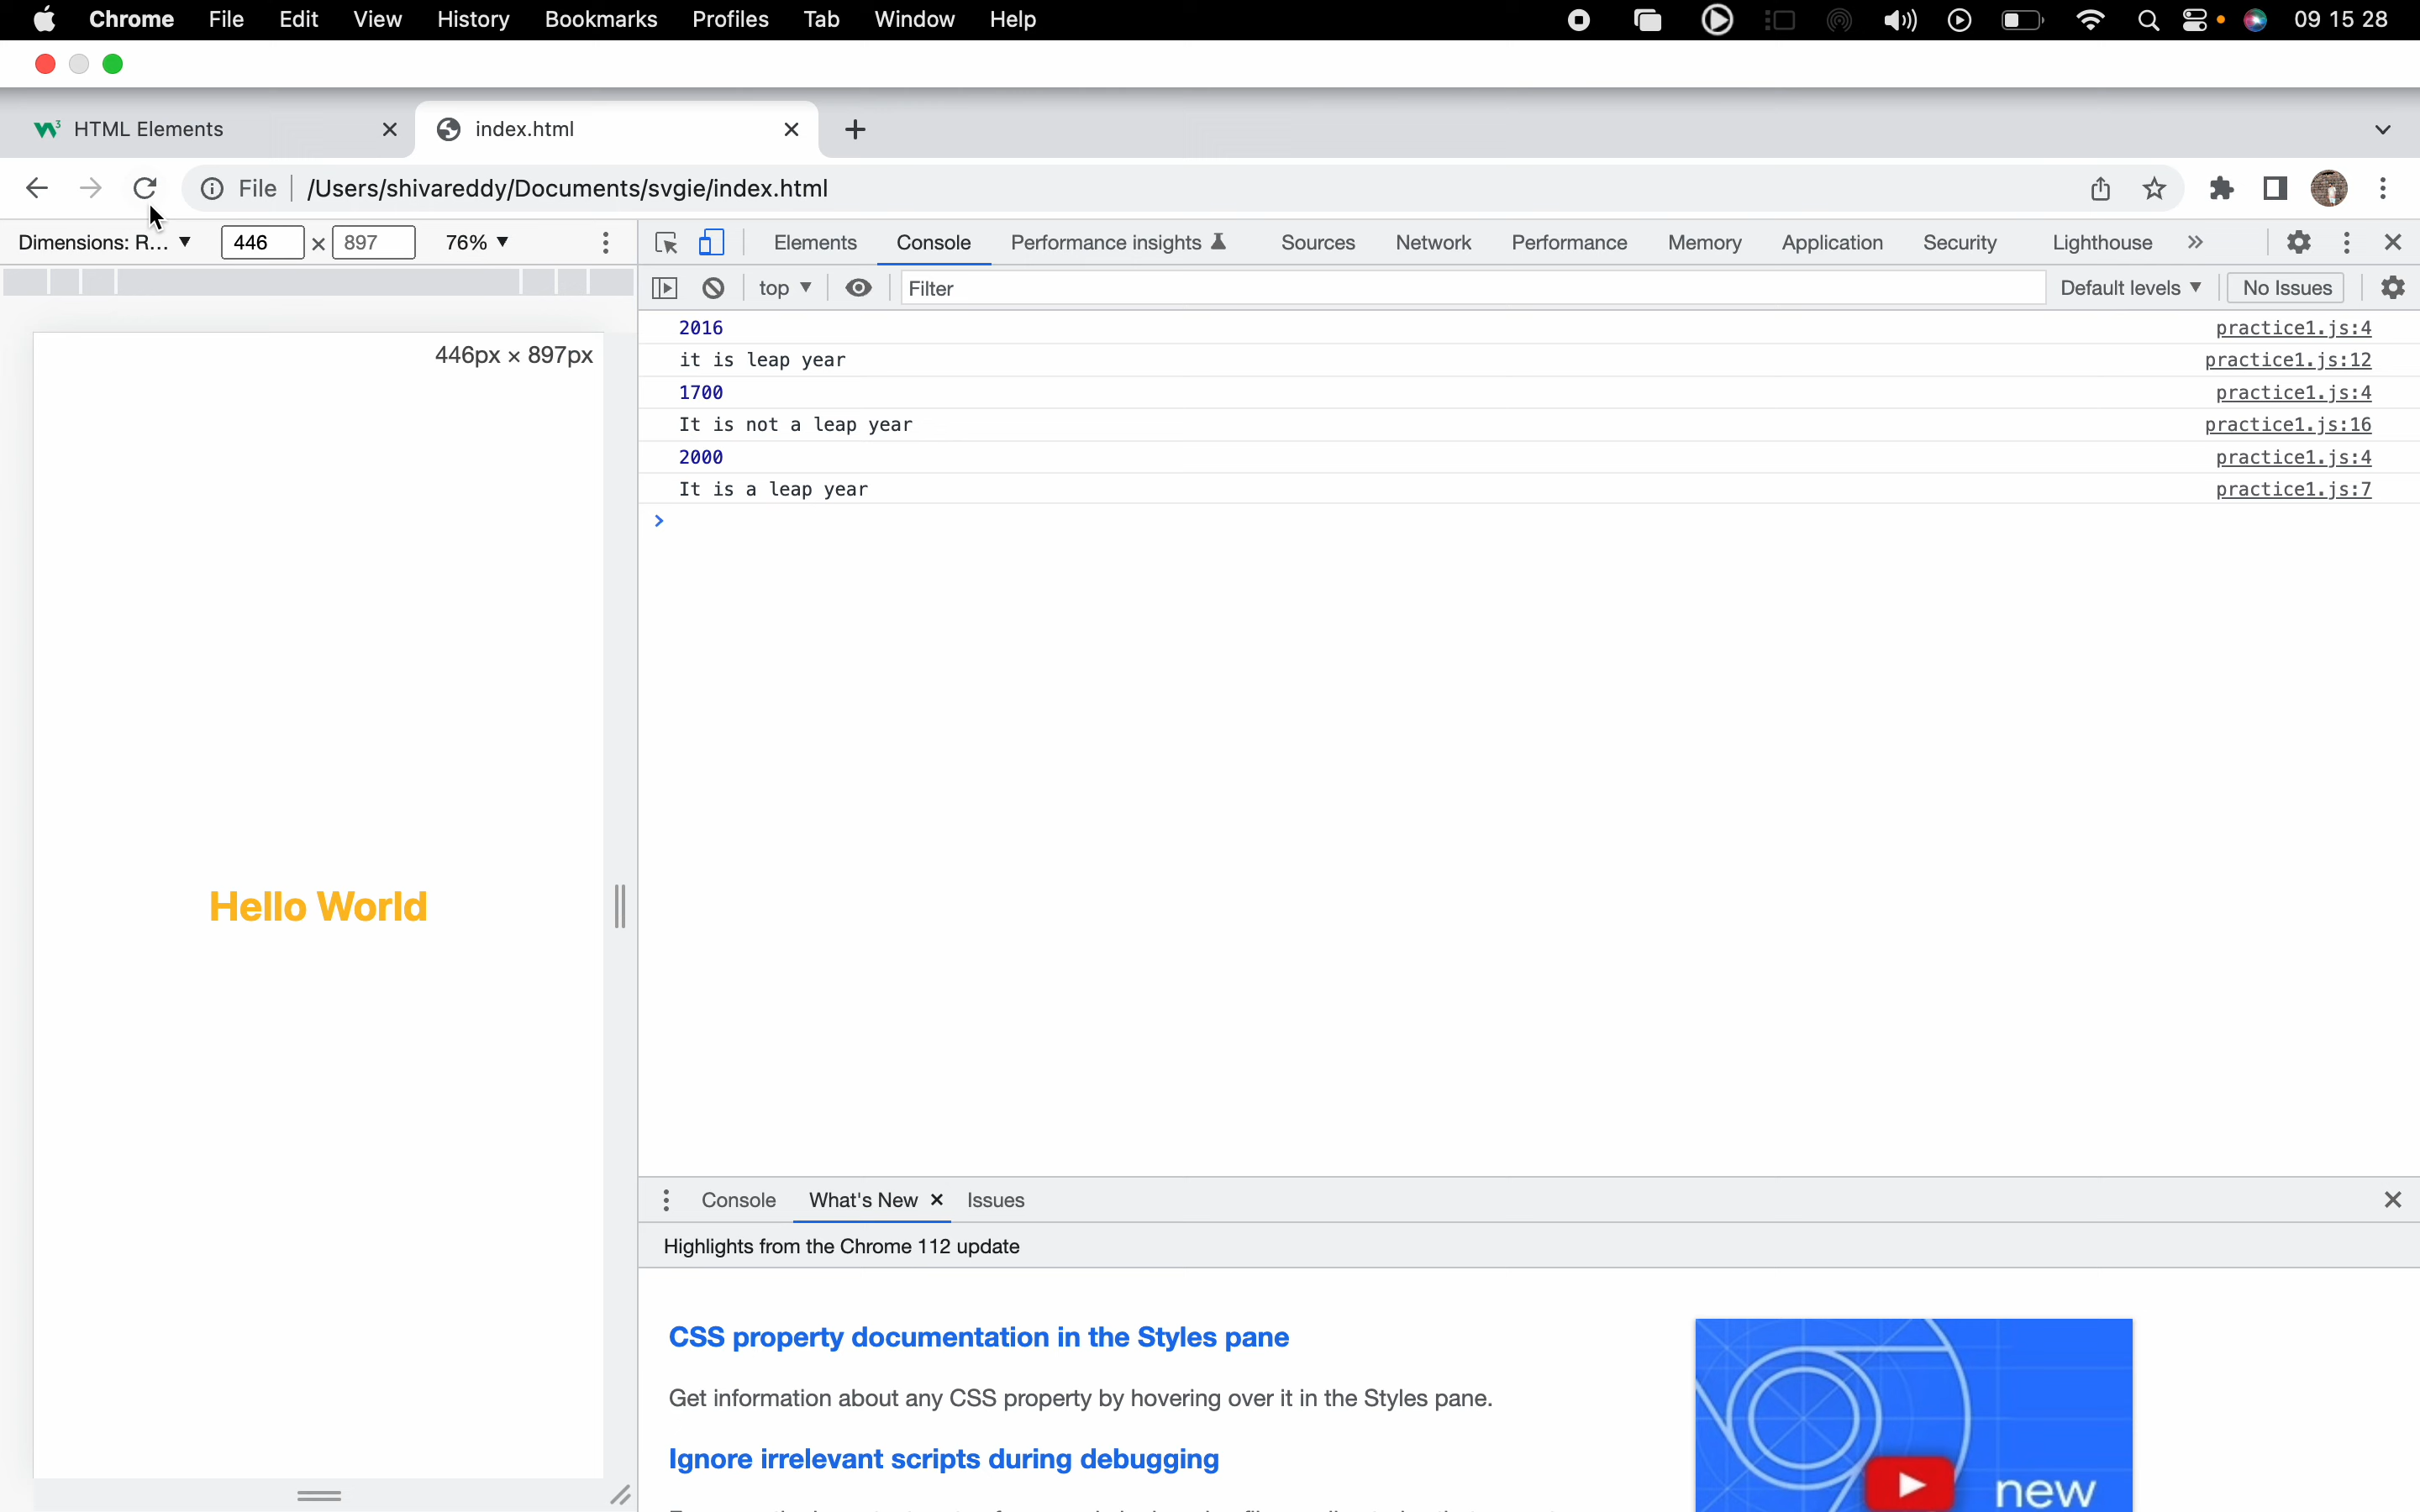 Chrome File Edit View History Bookmarks Profiles Tab Window Help 09 15 28
HTML Elements index.html
File /Users/shivareddy/Documents/svgie/index.html
Dimensions: R... 446 × 897 76% Elements Console Performance insights Sources Network Performance Memory Application Security Lighthouse
top Filter Default levels No Issues
446px × 897px
2016 practice1.js:4
it is leap year practice1.js:12
1700 practice1.js:4
It is not a leap year practice1.js:16
2000 practice1.js:4
It is a leap year practice1.js:7
Hello World
Console What's New Issues
Highlights from the Chrome 112 update
CSS property documentation in the Styles pane
Get information about any CSS property by hovering over it in the Styles pane.
Ignore irrelevant scripts during debugging
new